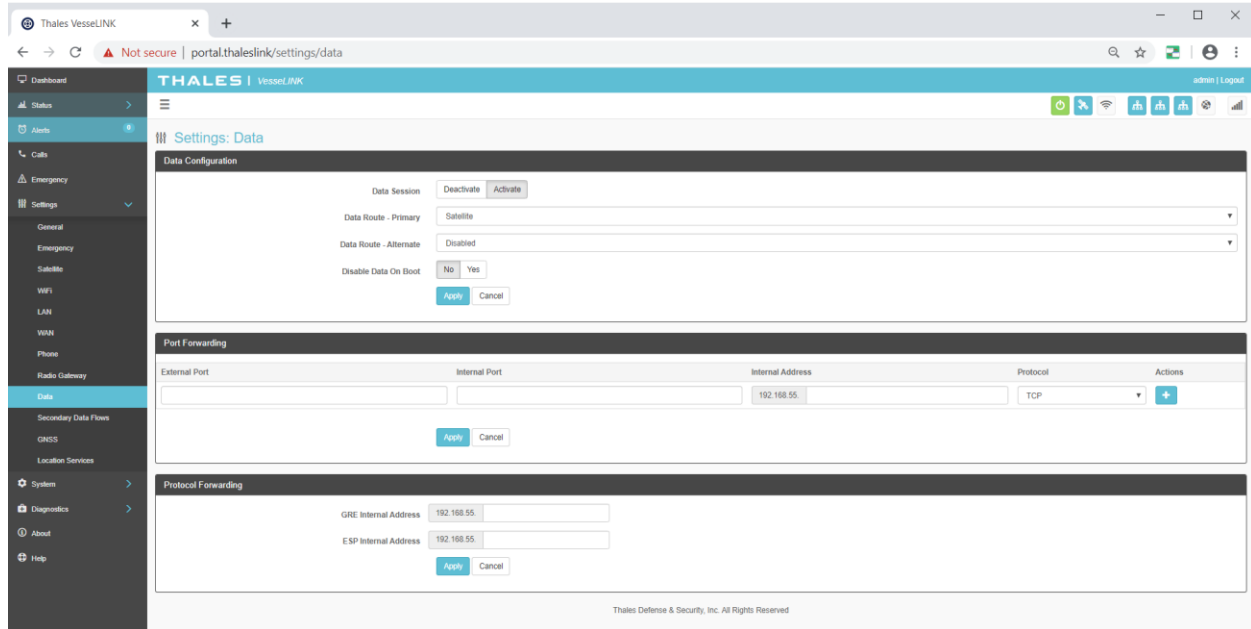 Thales VesseLINK
Not secure | portal.thaleslink/settings/data
Dashboard
THALES | VesseLINK
admin | Logout
Status
Alerts 0
Settings: Data
Calls
Data Configuration
Emergency
Data Session Deactivate Activate
Settings
Data Route - Primary Satellite
General
Data Route - Alternate Disabled
Emergency
Disable Data On Boot No Yes
Satellite
WiFi
Apply Cancel
LAN
WAN
Port Forwarding
Phone
External Port Internal Port Internal Address Protocol Actions
Radio Gateway
192.168.55. TCP
Data
Secondary Data Flows
Apply Cancel
GNSS
Location Services
System
Protocol Forwarding
Diagnostics
GRE Internal Address 192.168.55.
About
ESP Internal Address 192.168.55.
Help
Apply Cancel
Thales Defense & Security, Inc. All Rights Reserved